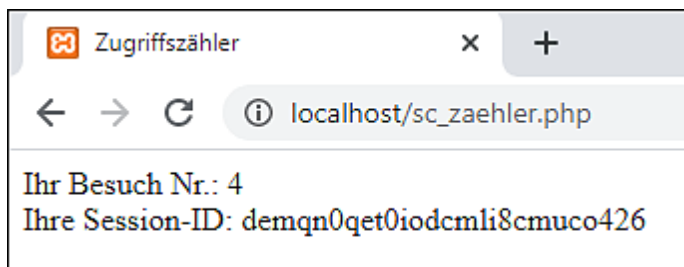 Zugriffszähler
localhost/sc_zaehler.php
Ihr Besuch Nr.: 4
Ihre Session-ID: demqn0qet0iodcmli8cmuco426